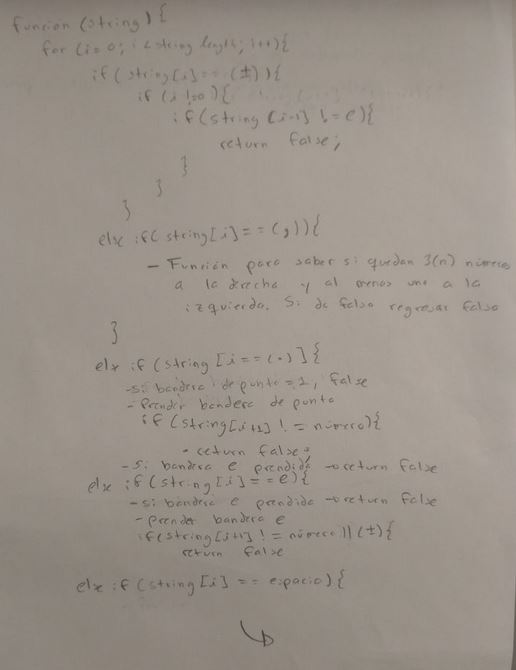 Funcion (string) {
for (i=0; i < string length; i++){
if (string[i] == (±)){
if (i !=0){
if (string [i-1] != e){
return false;
}
}
}
else if (string[i] == (,)){
- Función para saber si quedan 3(n) números
a la derecha y al menos uno a la
izquierda. Si da falso regresar falso
}
else if (string [i == (.)]{
-si bandera de punto = 1, false
- Prender bandera de punto
if (string[i+1] != número){
- return false;
- Si bandera e prendida → return false
else if (string[i] == e){
- si bandera e prendida → return false
- prender bandera e
if(string[i+1] != número || (±){
return false
else if (string[i] == espacio){